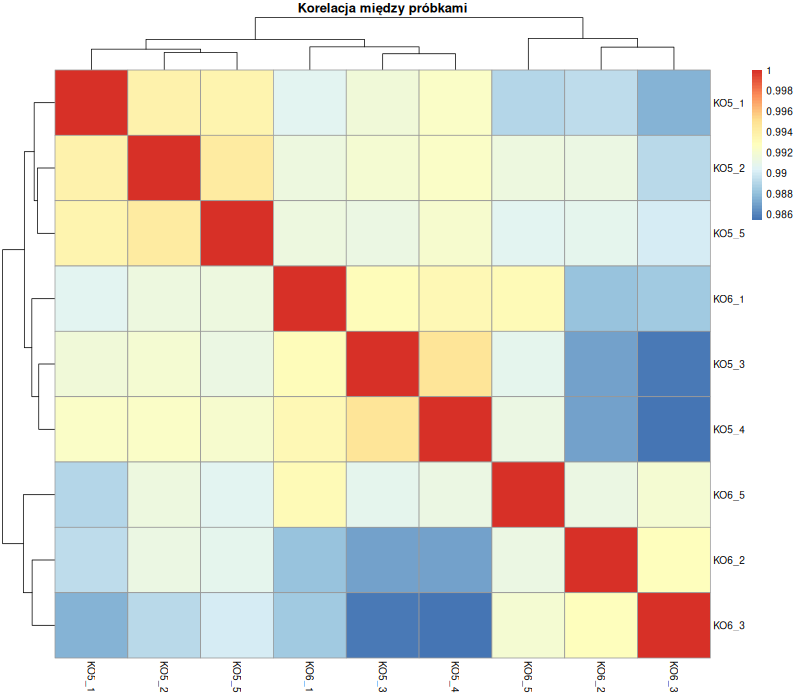 Korelacja między próbkami
1
0.998
0.996
0.994
0.992
0.99
0.988
0.986
KO5_1
KO5_2
KO5_5
KO6_1
KO5_3
KO5_4
KO6_5
KO6_2
KO6_3
KO5_1
KO5_2
KO5_5
KO6_1
KO5_3
KO5_4
KO6_5
KO6_2
KO6_3